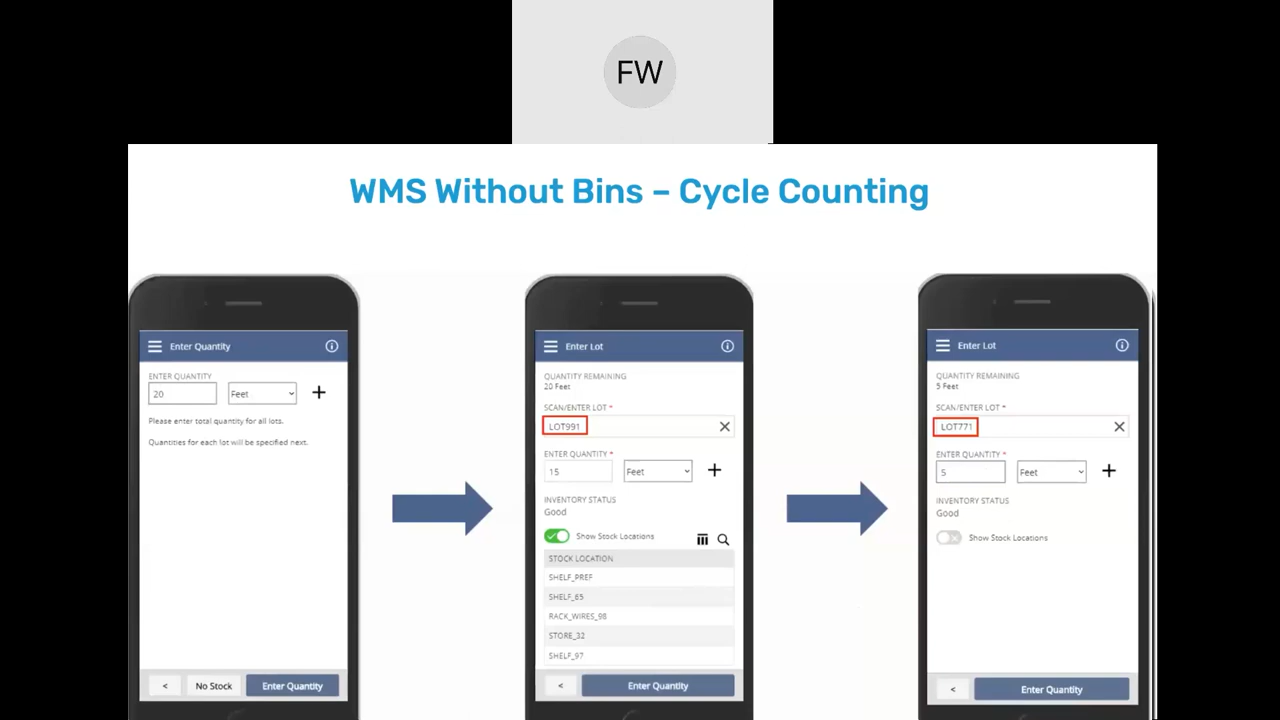 FW
WMS Without Bins – Cycle Counting
Enter Quantity
ENTER QUANTITY
20 Feet
Please enter total quantity for all lots.
Quantities for each lot will be specified next.
< No Stock Enter Quantity
Enter Lot
QUANTITY REMAINING
20 Feet
SCAN/ENTER LOT *
LOT991
ENTER QUANTITY *
15 Feet
INVENTORY STATUS
Good
Show Stock Locations
STOCK LOCATION
SHELF_PREF
SHELF_65
RACK_WIRES_98
STORE_32
SHELF_97
< Enter Quantity
Enter Lot
QUANTITY REMAINING
5 Feet
SCAN/ENTER LOT *
LOT771
ENTER QUANTITY *
5 Feet
INVENTORY STATUS
Good
Show Stock Locations
< Enter Quantity